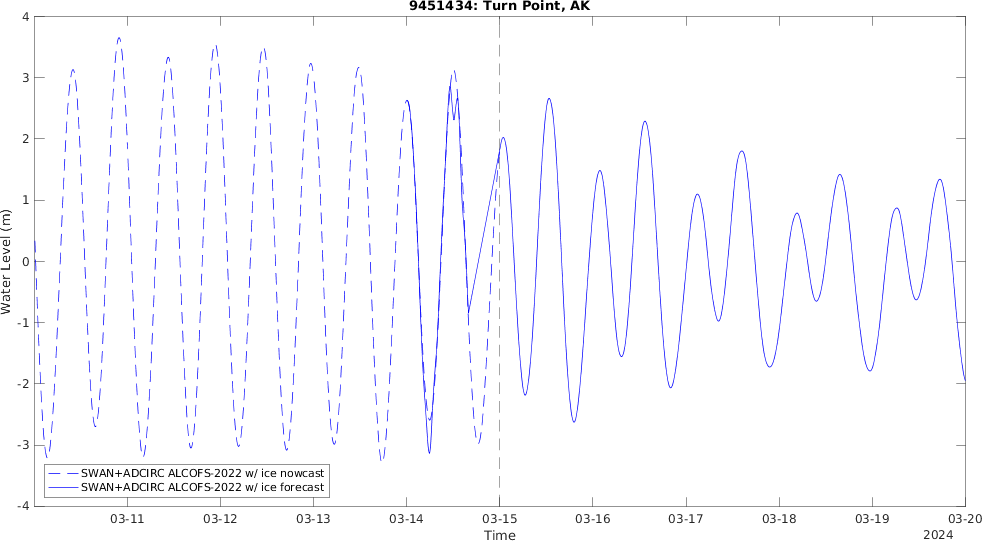 9451434: Turn Point, AK
4
3
2
1
0
-1
-2
-3
-4
Water Level (m)
SWAN+ADCIRC ALCOFS-2022 w/ ice nowcast
SWAN+ADCIRC ALCOFS-2022 w/ ice forecast
03-11 03-12 03-13 03-14 03-15 03-16 03-17 03-18 03-19 03-20
Time
2024